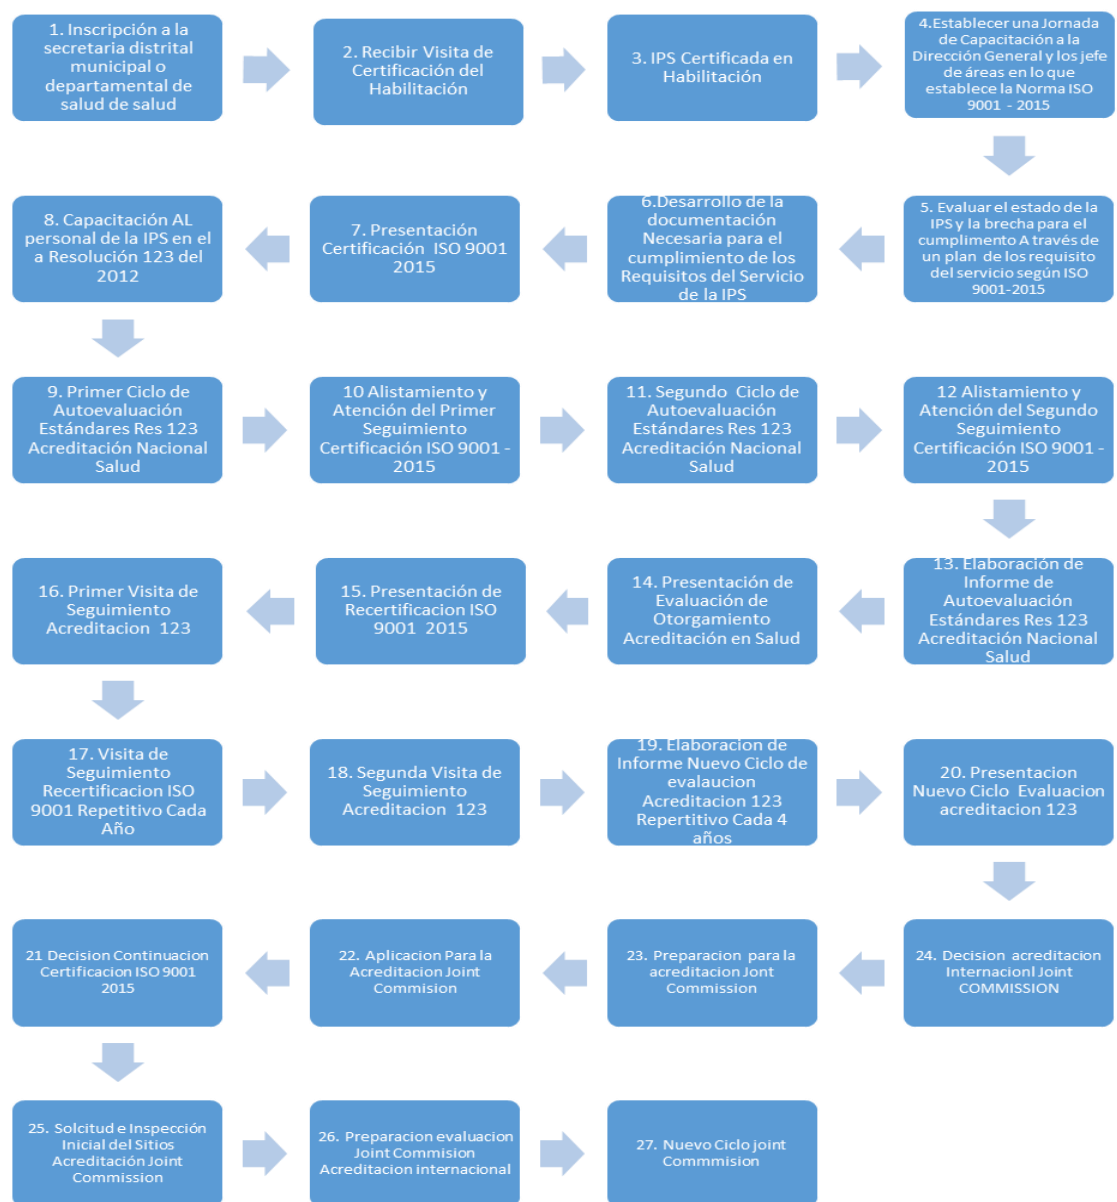 1. Inscripción a la
secretaria distrital
municipal o
departamental de
salud de salud
2. Recibir Visita de
Certificación del
Habilitación
3. IPS Certificada en
Habilitación
4.Establecer una Jornada
de Capacitación a la
Dirección General y los jefe
de áreas en lo que
establece la Norma ISO
9001 - 2015
8. Capacitación AL
personal de la IPS en el
a Resolución 123 del
2012
7. Presentación
Certificación ISO 9001
2015
6.Desarrollo de la
documentación
Necesaria para el
cumplimiento de los
Requisitos del Servicio
de la IPS
5. Evaluar el estado de la
IPS y la brecha para el
cumplimento A través de
un plan de los requisito
del servicio según ISO
9001-2015
9. Primer Ciclo de
Autoevaluación
Estándares Res 123
Acreditación Nacional
Salud
10 Alistamiento y
Atención del Primer
Seguimiento
Certificación ISO 9001 -
2015
11. Segundo Ciclo de
Autoevaluación
Estándares Res 123
Acreditación Nacional
Salud
12 Alistamiento y
Atención del Segundo
Seguimiento
Certificación ISO 9001 -
2015
16. Primer Visita de
Seguimiento
Acreditacion 123
15. Presentación de
Recertificacion ISO
9001 2015
14. Presentación de
Evaluación de
Otorgamiento
Acreditación en Salud
13. Elaboración de
Informe de
Autoevaluación
Estándares Res 123
Acreditación Nacional
Salud
17. Visita de
Seguimiento
Recertificacion ISO
9001 Repetitivo Cada
Año
18. Segunda Visita de
Seguimiento
Acreditacion 123
19. Elaboracion de
Informe Nuevo Ciclo de
evalaucion
Acreditacion 123
Repertitivo Cada 4
años
20. Presentacion
Nuevo Ciclo Evaluacion
acreditacion 123
21 Decision Continuacion
Certificacion ISO 9001
2015
22. Aplicacion Para la
Acreditacion Joint
Commision
23. Preparacion para la
acreditacion Jont
Commission
24. Decision acreditacion
Internacionl Joint
COMMISSION
25. Solcitud e Inspección
Inicial del Sitios
Acreditación Joint
Commission
26. Preparacion evaluacion
Joint Commision
Acreditacion internacional
27. Nuevo Ciclo joint
Commmision